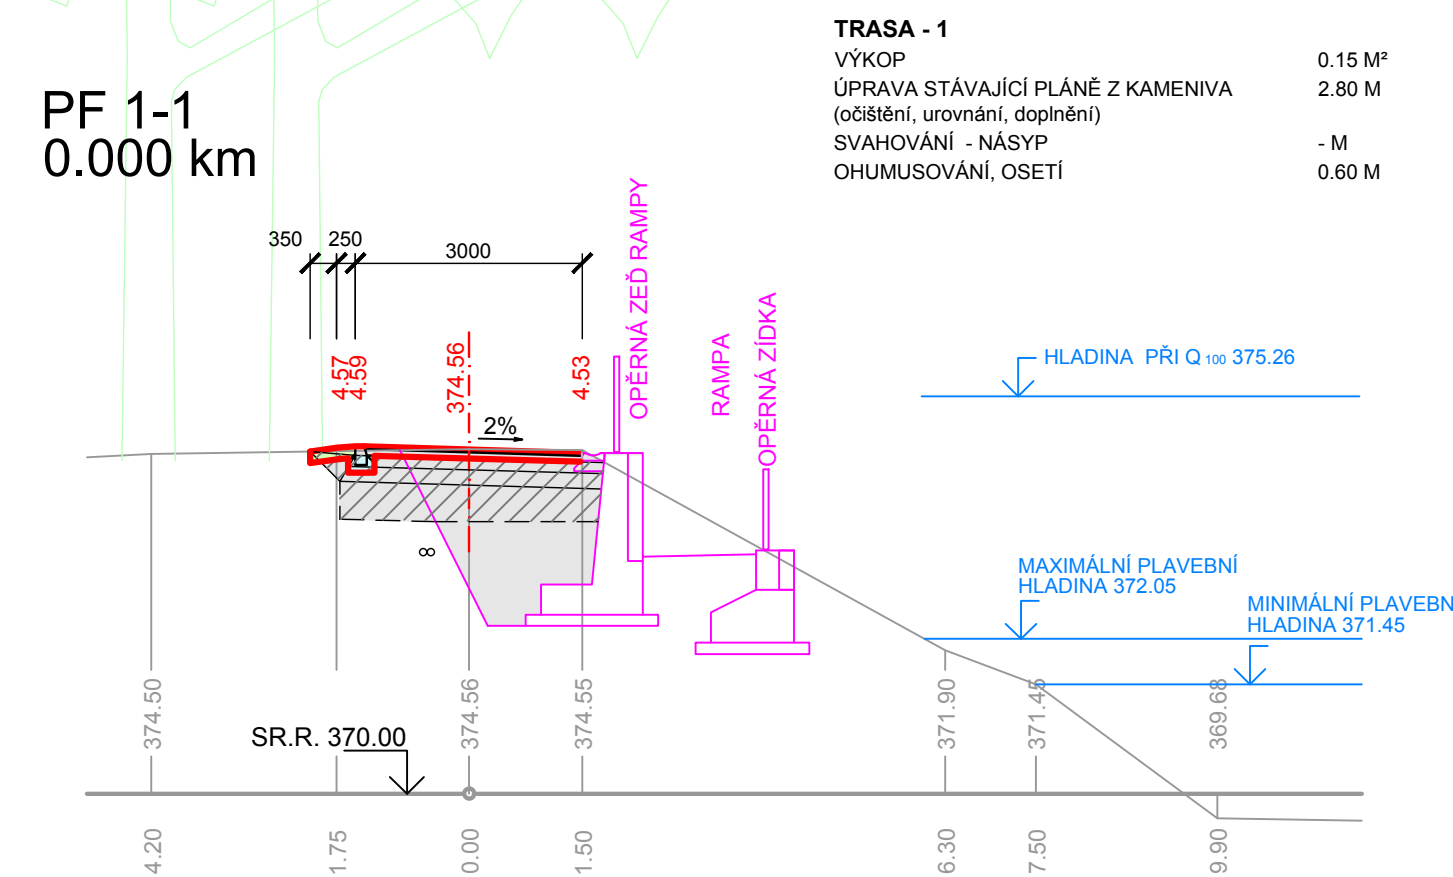 TRASA - 1
VÝKOP 0.15 M²
ÚPRAVA STÁVAJÍCÍ PLÁNĚ Z KAMENIVA 2.80 M
(očištění, urovnání, doplnění)
SVAHOVÁNÍ - NÁSYP - M
OHUMUSOVÁNÍ, OSETÍ 0.60 M
PF 1-1
0.000 km
350 250 3000
4.57
4.59
374.56
4.53
2%
OPĚRNÁ ZEĎ RAMPY
RAMPA
OPĚRNÁ ZÍDKA
HLADINA PŘI Q 100 375.26
∞
MAXIMÁLNÍ PLAVEBNÍ
HLADINA 372.05
MINIMÁLNÍ PLAVEBN
HLADINA 371.45
374.50
374.56
374.55
371.90
371.45
369.68
SR.R. 370.00
4.20
1.75
0.00
1.50
6.30
7.50
9.90